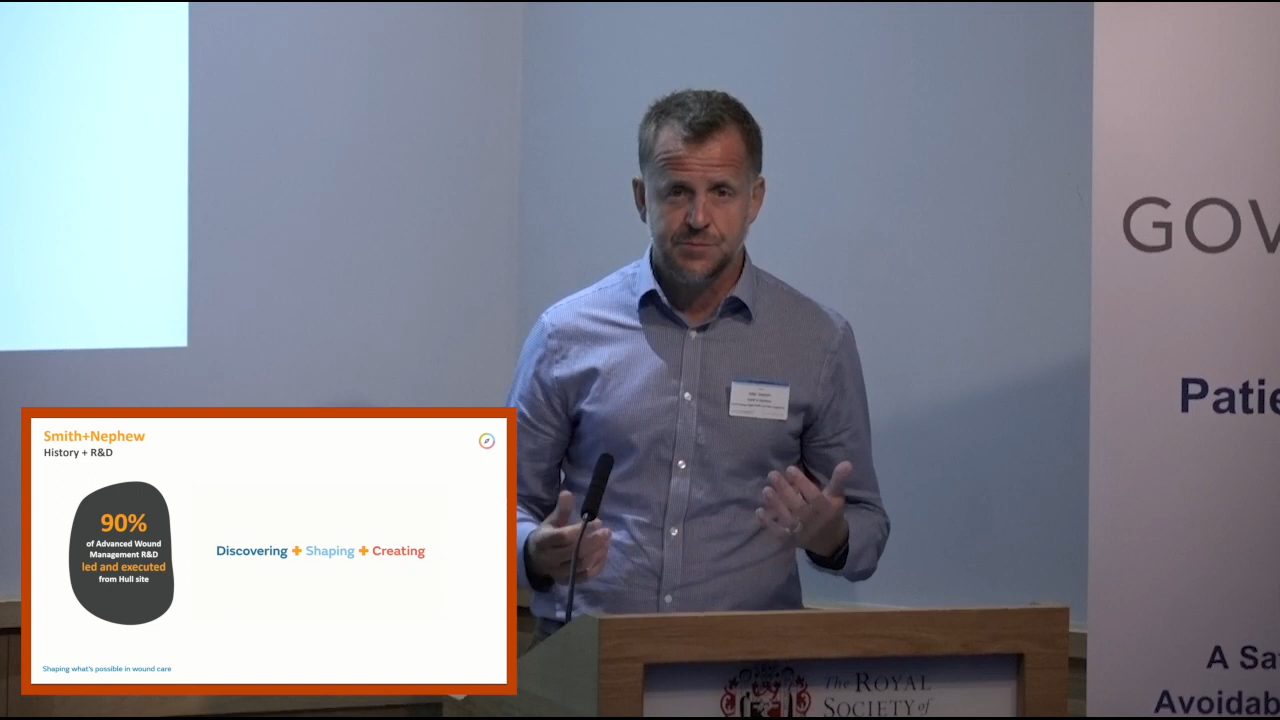 Smith+Nephew
History + R&D
90%
of Advanced Wound
Management R&D
led and executed
from Hull site
Discovering + Shaping + Creating
Shaping what's possible in wound care
The ROYAL
SOCIETY of
GOV
Patie
A Sa
Avoidab